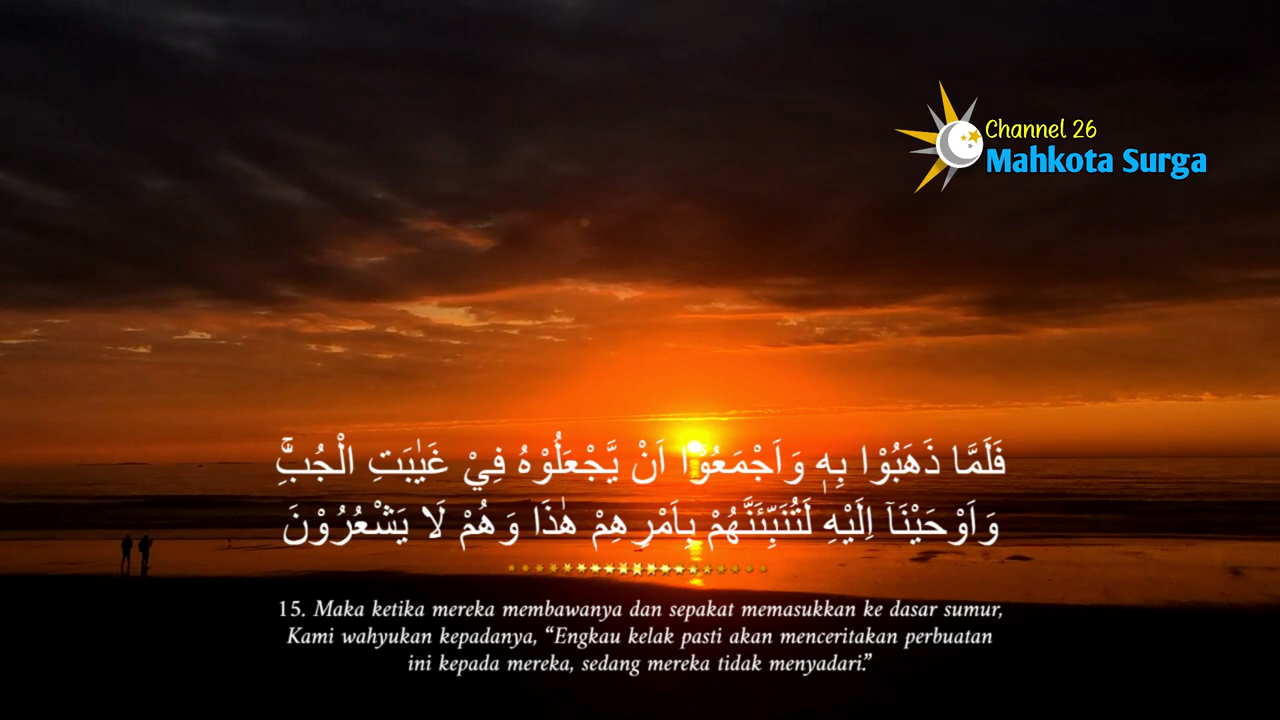 Channel 26
Mahkota Surga
فَلَمَّا ذَهَبُوْا بِهٖ وَاَجْمَعُوْٓا اَنْ يَّجْعَلُوْهُ فِيْ غَيٰبَتِ الْجُبِّۚ
وَاَوْحَيْنَآ اِلَيْهِ لَتُنَبِّئَنَّهُمْ بِاَمْرِهِمْ هٰذَا وَهُمْ لَا يَشْعُرُوْنَ
15. Maka ketika mereka membawanya dan sepakat memasukkan ke dasar sumur,
Kami wahyukan kepadanya, “Engkau kelak pasti akan menceritakan perbuatan
ini kepada mereka, sedang mereka tidak menyadari.”